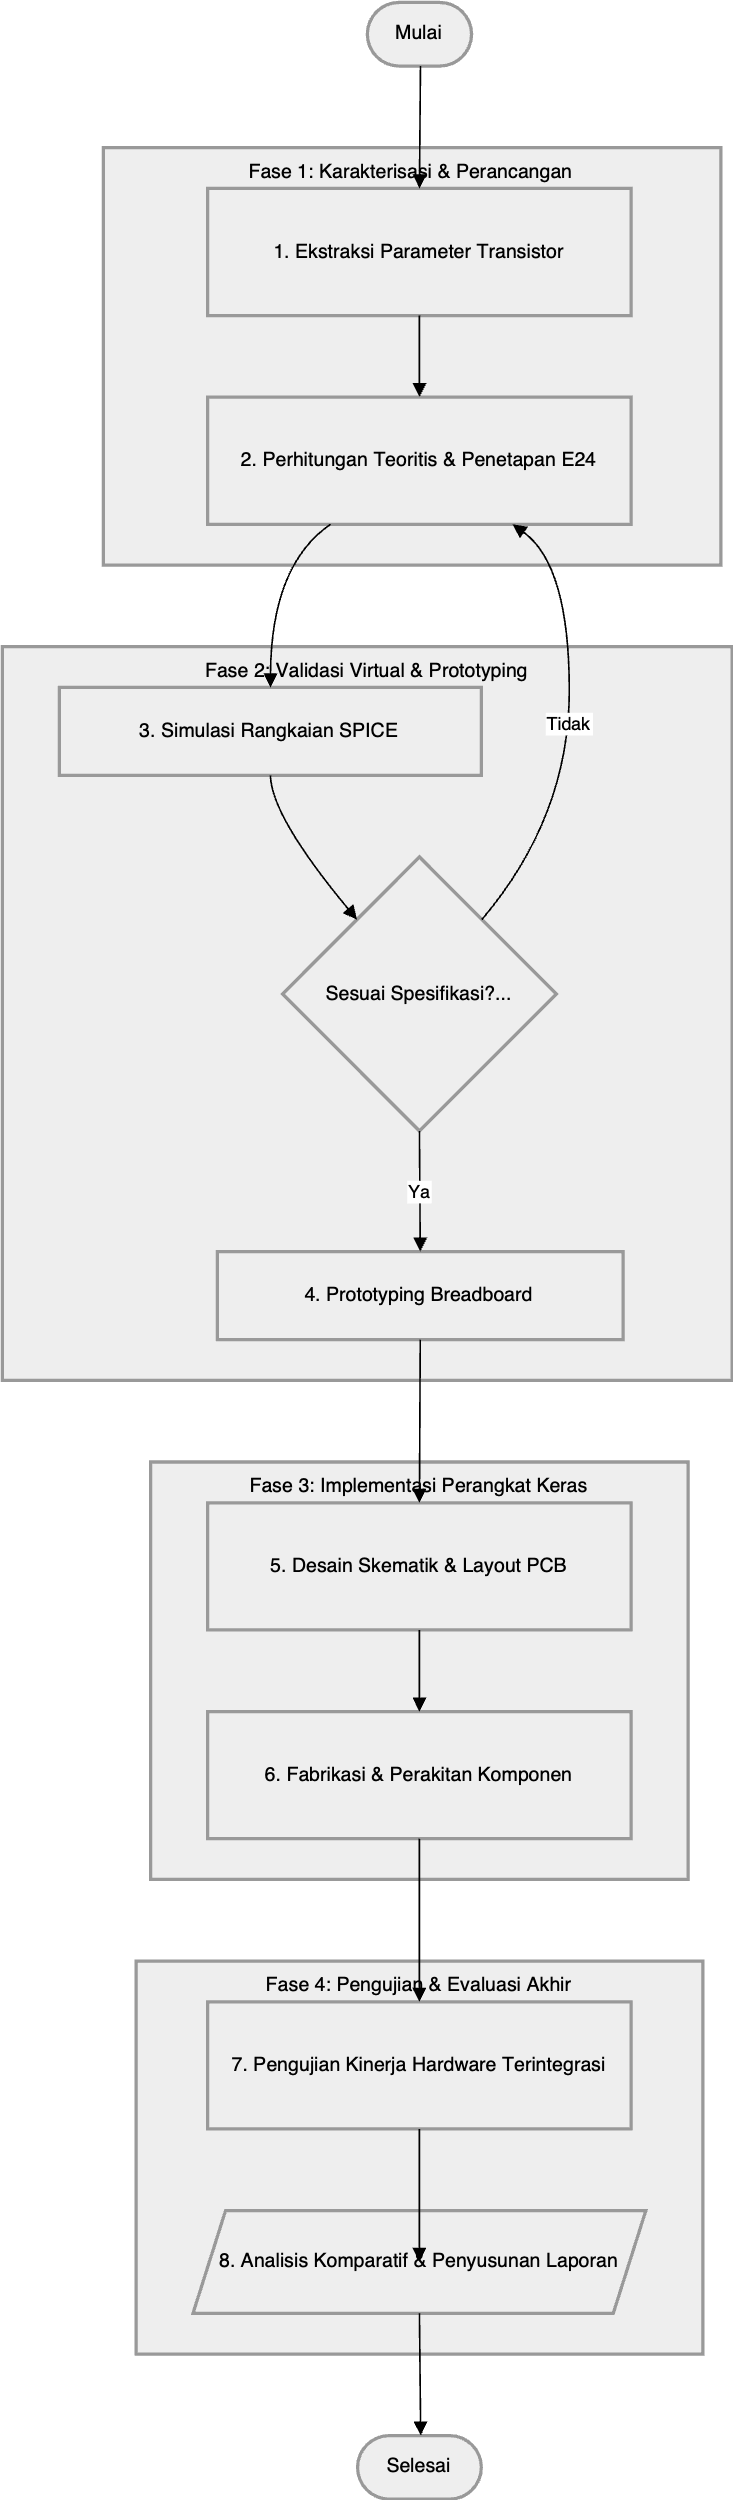 Mulai
Fase 1: Karakterisasi & Perancangan
1. Ekstraksi Parameter Transistor
2. Perhitungan Teoritis & Penetapan E24
Fase 2: Validasi Virtual & Prototyping
3. Simulasi Rangkaian SPICE
Tidak
Sesuai Spesifikasi?...
Ya
4. Prototyping Breadboard
Fase 3: Implementasi Perangkat Keras
5. Desain Skematik & Layout PCB
6. Fabrikasi & Perakitan Komponen
Fase 4: Pengujian & Evaluasi Akhir
7. Pengujian Kinerja Hardware Terintegrasi
8. Analisis Komparatif & Penyusunan Laporan
Selesai